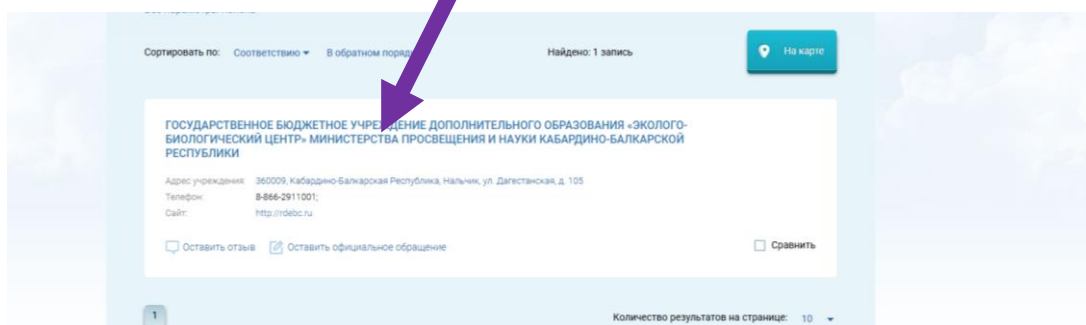 Сортировать по: Соответствию В обратном порядке Найдено: 1 запись На карте
ГОСУДАРСТВЕННОЕ БЮДЖЕТНОЕ УЧРЕЖДЕНИЕ ДОПОЛНИТЕЛЬНОГО ОБРАЗОВАНИЯ «ЭКОЛОГО-
БИОЛОГИЧЕСКИЙ ЦЕНТР» МИНИСТЕРСТВА ПРОСВЕЩЕНИЯ И НАУКИ КАБАРДИНО-БАЛКАРСКОЙ
РЕСПУБЛИКИ
Адрес учреждения: 360009, Кабардино-Балкарская Республика, Нальчик, ул. Дагестанская, д. 105
Телефон: 8-866-2911001;
Сайт: http://rdebc.ru
Оставить отзыв Оставить официальное обращение Сравнить
1 Количество результатов на странице: 10